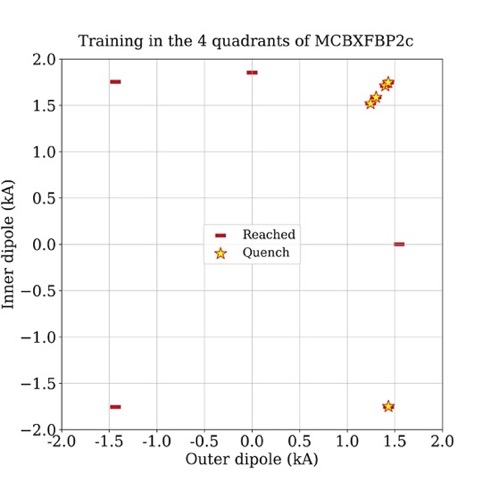 Training in the 4 quadrants of MCBXFBP2c
Inner dipole (kA)
2.0
1.5
1.0
0.5
0.0
−0.5
−1.0
−1.5
−2.0
Reached
Quench
-2.0 -1.5 -1.0 -0.5 0.0 0.5 1.0 1.5 2.0
Outer dipole (kA)